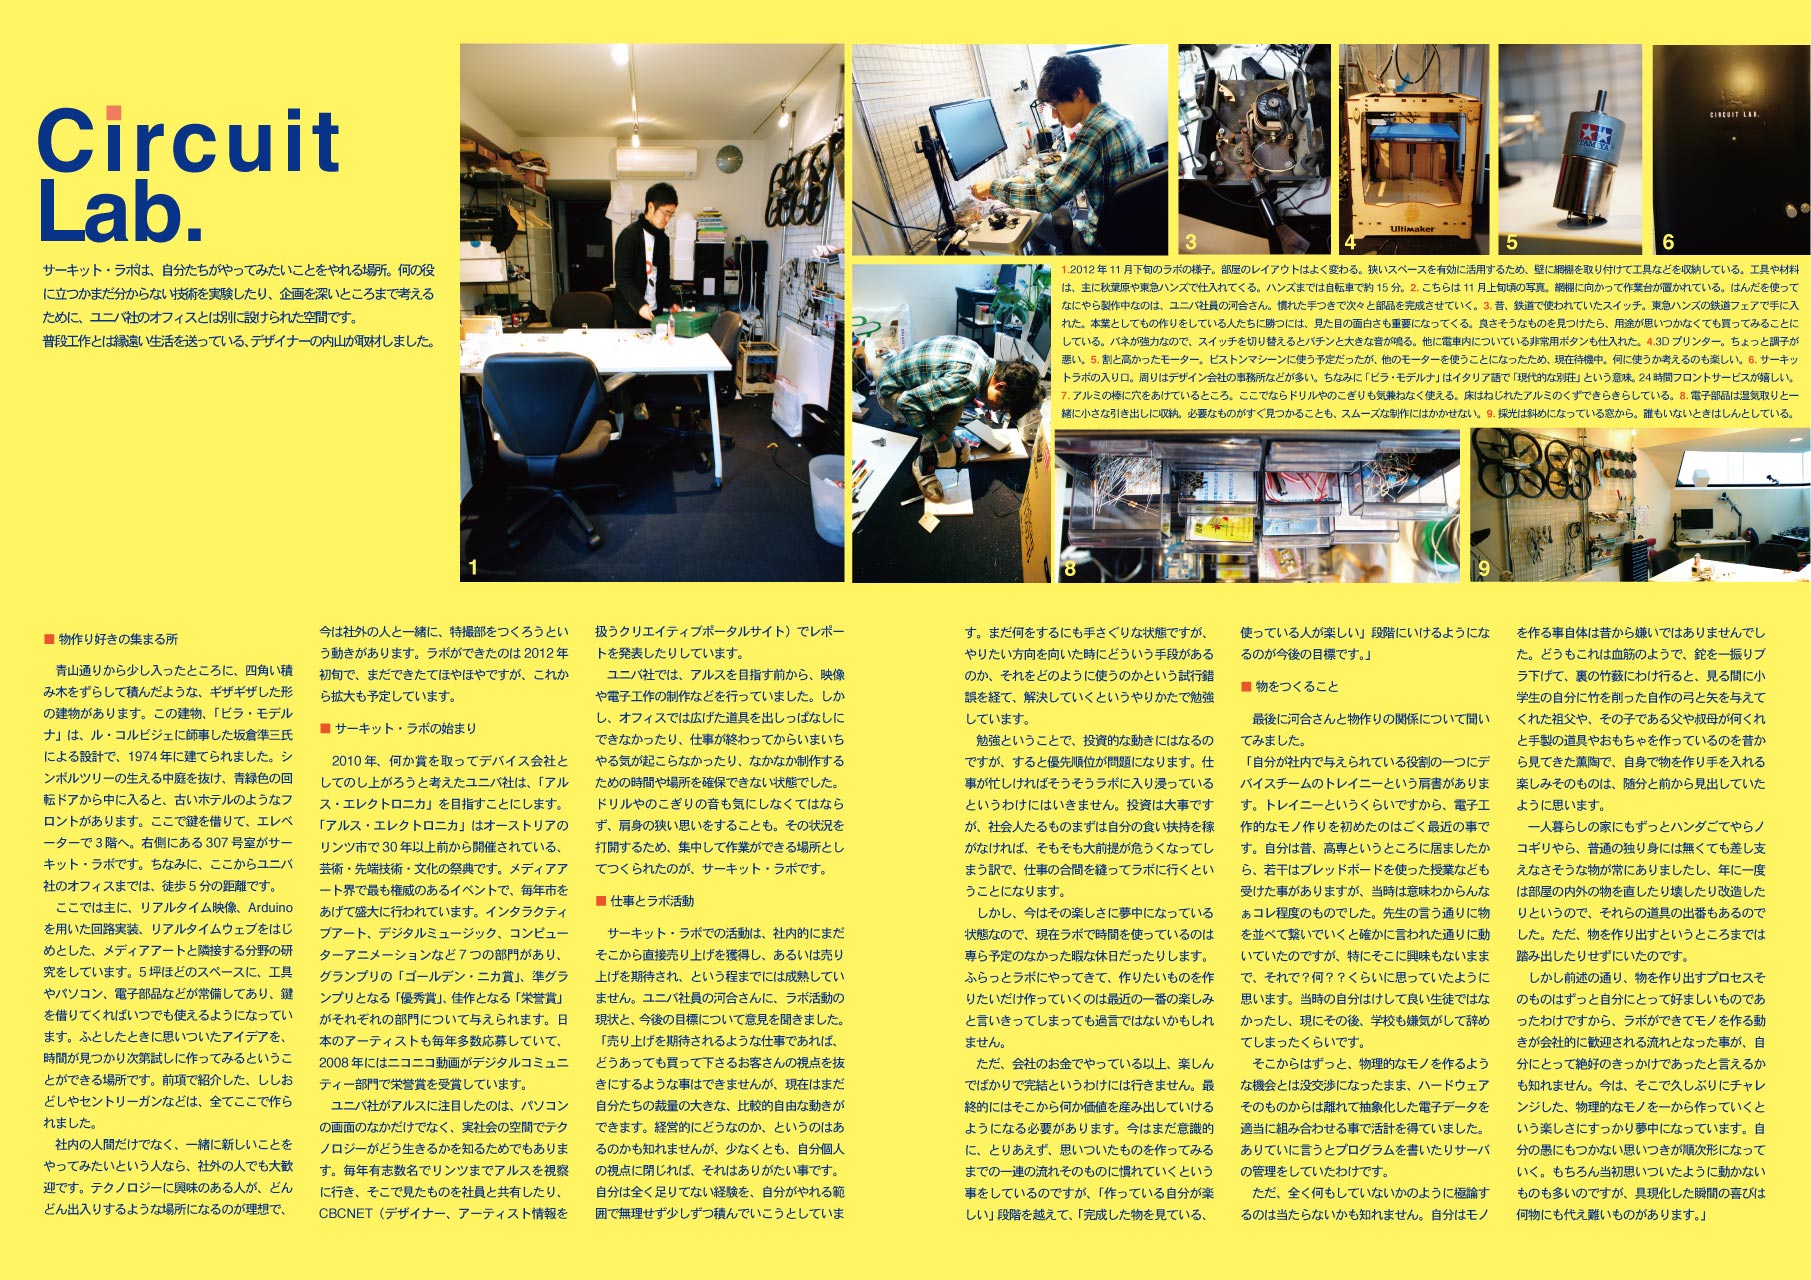 Circuit
Lab.
サーキット・ラボは、自分たちがやってみたいことをやれる場所。何の役
に立つかまだ分からない技術を実験したり、企画を深いところまで考える
ために、ユニバ社のオフィスとは別に設けられた空間です。
普段工作とは縁遠い生活を送っている、デザイナーの内山が取材しました。
1
3
4
Ultimaker
5
TAMIYA
6
CIRCUIT LAB.
1.2012年11月下旬のラボの様子。部屋のレイアウトはよく変わる。狭いスペースを有効に活用するため、壁に網棚を取り付けて工具などを収納している。工具や材料
は、主に秋葉原や東急ハンズで仕入れてくる。ハンズまでは自転車で約15分。2. こちらは11月上旬頃の写真。網棚に向かって作業台が置かれている。はんだを使って
なにやら製作中なのは、ユニバ社員の河合さん。慣れた手つきで次々と部品を完成させていく。3. 昔、鉄道で使われていたスイッチ。東急ハンズの鉄道フェアで手に入
れた。本業としてもの作りをしている人たちに勝つには、見た目の面白さも重要になってくる。良さそうなものを見つけたら、用途が思いつかなくても買ってみることに
している。バネが強力なので、スイッチを切り替えるとバチンと大きな音が鳴る。他に電車内についている非常用ボタンも仕入れた。4.3Dプリンター。ちょっと調子が
悪い。5. 割と高かったモーター。ピストンマシーンに使う予定だったが、他のモーターを使うことになったため、現在待機中。何に使うか考えるのも楽しい。6. サーキッ
トラボの入り口。周りはデザイン会社の事務所などが多い。ちなみに「ビラ・モデルナ」はイタリア語で「現代的な別荘」という意味。24時間フロントサービスが嬉しい。
7. アルミの棒に穴をあけているところ。ここでならドリルやのこぎりも気兼ねなく使える。床はねじれたアルミのくずできらきらしている。8. 電子部品は湿気取りと一
緒に小さな引き出しに収納。必要なものがすぐ見つかることも、スムーズな制作にはかかせない。9. 採光は斜めになっている窓から。誰もいないときはしんとしている。
8
9
■ 物作り好きの集まる所
青山通りから少し入ったところに、四角い積
み木をずらして積んだような、ギザギザした形
の建物があります。この建物、「ビラ・モデル
ナ」は、ル・コルビジェに師事した坂倉準三氏
による設計で、1974年に建てられました。シ
ンボルツリーの生える中庭を抜け、青緑色の回
転ドアから中に入ると、古いホテルのようなフ
ロントがあります。ここで鍵を借りて、エレベ
ーターで3階へ。右側にある307号室がサー
キット・ラボです。ちなみに、ここからユニバ
社のオフィスまでは、徒歩5分の距離です。
ここでは主に、リアルタイム映像、Arduino
を用いた回路実装、リアルタイムウェブをはじ
めとした、メディアアートと隣接する分野の研
究をしています。5坪ほどのスペースに、工具
やパソコン、電子部品などが常備してあり、鍵
を借りてくればいつでも使えるようになってい
ます。ふとしたときに思いついたアイデアを、
時間が見つかり次第試しに作ってみるというこ
とができる場所です。前項で紹介した、ししお
どしやセントリーガンなどは、全てここで作ら
れました。
社内の人間だけでなく、一緒に新しいことを
やってみたいという人なら、社外の人でも大歓
迎です。テクノロジーに興味のある人が、どん
どん出入りするような場所になるのが理想で、
今は社外の人と一緒に、特撮部をつくろうとい
う動きがあります。ラボができたのは2012年
初旬で、まだできたてほやほやですが、これか
ら拡大も予定しています。
■ サーキット・ラボの始まり
2010年、何か賞を取ってデバイス会社と
してのし上がろうと考えたユニバ社は、「アル
ス・エレクトロニカ」を目指すことにします。
「アルス・エレクトロニカ」はオーストリアの
リンツ市で30年以上前から開催されている、
芸術・先端技術・文化の祭典です。メディアア
ート界で最も権威のあるイベントで、毎年市を
あげて盛大に行われています。インタラクティ
ブアート、デジタルミュージック、コンピュー
ターアニメーションなど7つの部門があり、
グランプリの「ゴールデン・ニカ賞」、準グラ
ンプリとなる「優秀賞」、佳作となる「栄誉賞」
がそれぞれの部門について与えられます。日
本のアーティストも毎年多数応募していて、
2008年にはニコニコ動画がデジタルコミュニ
ティー部門で栄誉賞を受賞しています。
ユニバ社がアルスに注目したのは、パソコン
の画面のなかだけでなく、実社会の空間でテク
ノロジーがどう生きるかを知るためでもありま
す。毎年有志数名でリンツまでアルスを視察
に行き、そこで見たものを社員と共有したり、
CBCNET（デザイナー、アーティスト情報を
扱うクリエイティブポータルサイト）でレポー
トを発表したりしています。
ユニバ社では、アルスを目指す前から、映像
や電子工作の制作などを行っていました。しか
し、オフィスでは広げた道具を出しっぱなしに
できなかったり、仕事が終わってからいまいち
やる気が起こらなかったり、なかなか制作する
ための時間や場所を確保できない状態でした。
ドリルやのこぎりの音も気にしなくてはなら
ず、肩身の狭い思いをすることも。その状況を
打開するため、集中して作業ができる場所とし
てつくられたのが、サーキット・ラボです。
■ 仕事とラボ活動
サーキット・ラボでの活動は、社内的にまだ
そこから直接売り上げを獲得し、あるいは売り
上げを期待され、という程までには成熟してい
ません。ユニバ社員の河合さんに、ラボ活動の
現状と、今後の目標について意見を聞きました。
「売り上げを期待されるような仕事であれば、
どうあっても買って下さるお客さんの視点を抜
きにするような事はできませんが、現在はまだ
自分たちの裁量の大きな、比較的自由な動きが
できます。経営的にどうなのか、というのはあ
るのかも知れませんが、少なくとも、自分個人
の視点に閉じれば、それはありがたい事です。
自分は全く足りてない経験を、自分がやれる範
囲で無理せず少しずつ積んでいこうとしていま
す。まだ何をするにも手さぐりな状態ですが、
やりたい方向を向いた時にどういう手段がある
のか、それをどのように使うのかという試行錯
誤を経て、解決していくというやりかたで勉強
しています。
勉強ということで、投資的な動きにはなるの
ですが、すると優先順位が問題になります。仕
事が忙しければそうそうラボに入り浸っている
というわけにはいきません。投資は大事です
が、社会人たるものまずは自分の食い扶持を稼
がなければ、そもそも大前提が危うくなってし
まう訳で、仕事の合間を縫ってラボに行くとい
うことになります。
しかし、今はその楽しさに夢中になっている
状態なので、現在ラボで時間を使っているのは
専ら予定のなかった暇な休日だったりします。
ふらっとラボにやってきて、作りたいものを作
りたいだけ作っていくのは最近の一番の楽しみ
と言いきってしまっても過言ではないかもしれ
ません。
ただ、会社のお金でやっている以上、楽しん
でばかりで完結というわけには行きません。最
終的にはそこから何か価値を産み出していける
ようになる必要があります。今はまだ意識的
に、とりあえず、思いついたものを作ってみる
までの一連の流れそのものに慣れていくという
事をしているのですが、「作っている自分が楽
しい」段階を越えて、「完成した物を見ている、
使っている人が楽しい」段階にいけるようにな
るのが今後の目標です。」
■ 物をつくること
最後に河合さんと物作りの関係について聞い
てみました。
「自分が社内で与えられている役割の一つにデ
バイスチームのトレイニーという肩書がありま
す。トレイニーというくらいですから、電子工
作的なモノ作りを初めたのはごく最近の事で
す。自分は昔、高専というところに居ましたか
ら、若干はブレッドボードを使った授業なども
受けた事がありますが、当時は意味わからんな
ぁコレ程度のものでした。先生の言う通りに物
を並べて繋いでいくと確かに言われた通りに動
いていたのですが、特にそこに興味もないまま
で、それで？何？？くらいに思っていたように
思います。当時の自分はけして良い生徒ではな
かったし、現にその後、学校も嫌気がして辞め
てしまったくらいです。
そこからはずっと、物理的なモノを作るよう
な機会とは没交渉になったまま、ハードウェア
そのものからは離れて抽象化した電子データを
適当に組み合わせる事で活計を得ていました。
ありていに言うとプログラムを書いたりサーバ
の管理をしていたわけです。
ただ、全く何もしていないかのように極論す
るのは当たらないかも知れません。自分はモノ
を作る事自体は昔から嫌いではありませんでし
た。どうもこれは血筋のようで、鉈を一振りブ
ラ下げて、裏の竹藪にわけ行ると、見る間に小
学生の自分に竹を削った自作の弓と矢を与えて
くれた祖父や、その子である父や叔母が何くれ
と手製の道具やおもちゃを作っているのを昔か
ら見てきた薫陶で、自身で物を作り手を入れる
楽しみそのものは、随分と前から見出していた
ように思います。
一人暮らしの家にもずっとハンダごてやらノ
コギリやら、普通の独り身には無くても差し支
えなさそうな物が常にありましたし、年に一度
は部屋の内外の物を直したり壊したり改造した
りというので、それらの道具の出番もあるので
した。ただ、物を作り出すというところまでは
踏み出したりせずにいたのです。
しかし前述の通り、物を作り出すプロセスそ
のものはずっと自分にとって好ましいものであ
ったわけですから、ラボができてモノを作る動
きが会社的に歓迎される流れとなった事が、自
分にとって絶好のきっかけであったと言えるか
も知れません。今は、そこで久しぶりにチャレ
ンジした、物理的なモノを一から作っていくと
いう楽しさにすっかり夢中になっています。自
分の愚にもつかない思いつきが順次形になって
いく。もちろん当初思いついたように動かない
ものも多いのですが、具現化した瞬間の喜びは
何物にも代え難いものがあります。」